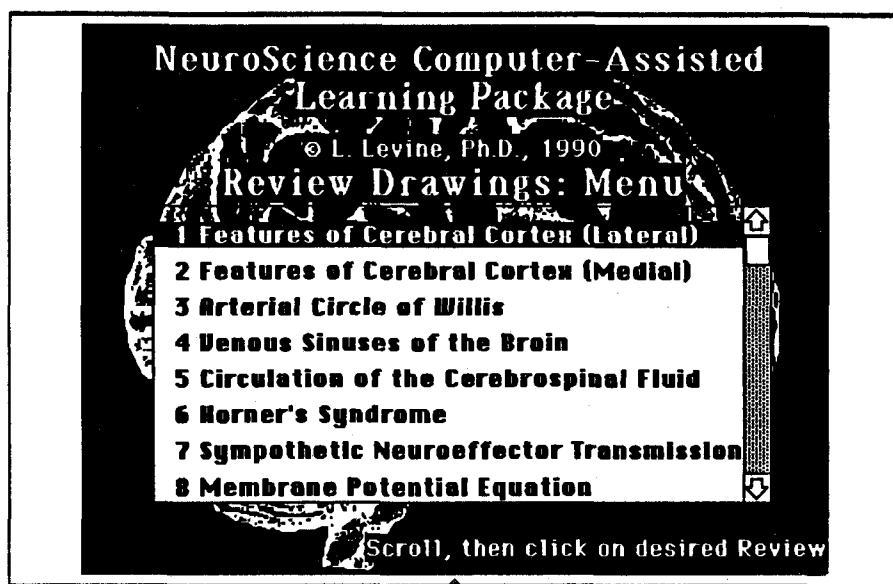 NeuroScience Computer-Assisted
Learning Package
© L. Levine, Ph.D., 1990
Review Drawings: Menu
1 Features of Cerebral Cortex (Lateral)
2 Features of Cerebral Cortex (Medial)
3 Arterial Circle of Willis
4 Venous Sinuses of the Brain
5 Circulation of the Cerebrospinal Fluid
6 Horner's Syndrome
7 Sympathetic Neuroeffector Transmission
8 Membrane Potential Equation
Scroll, then click on desired Review